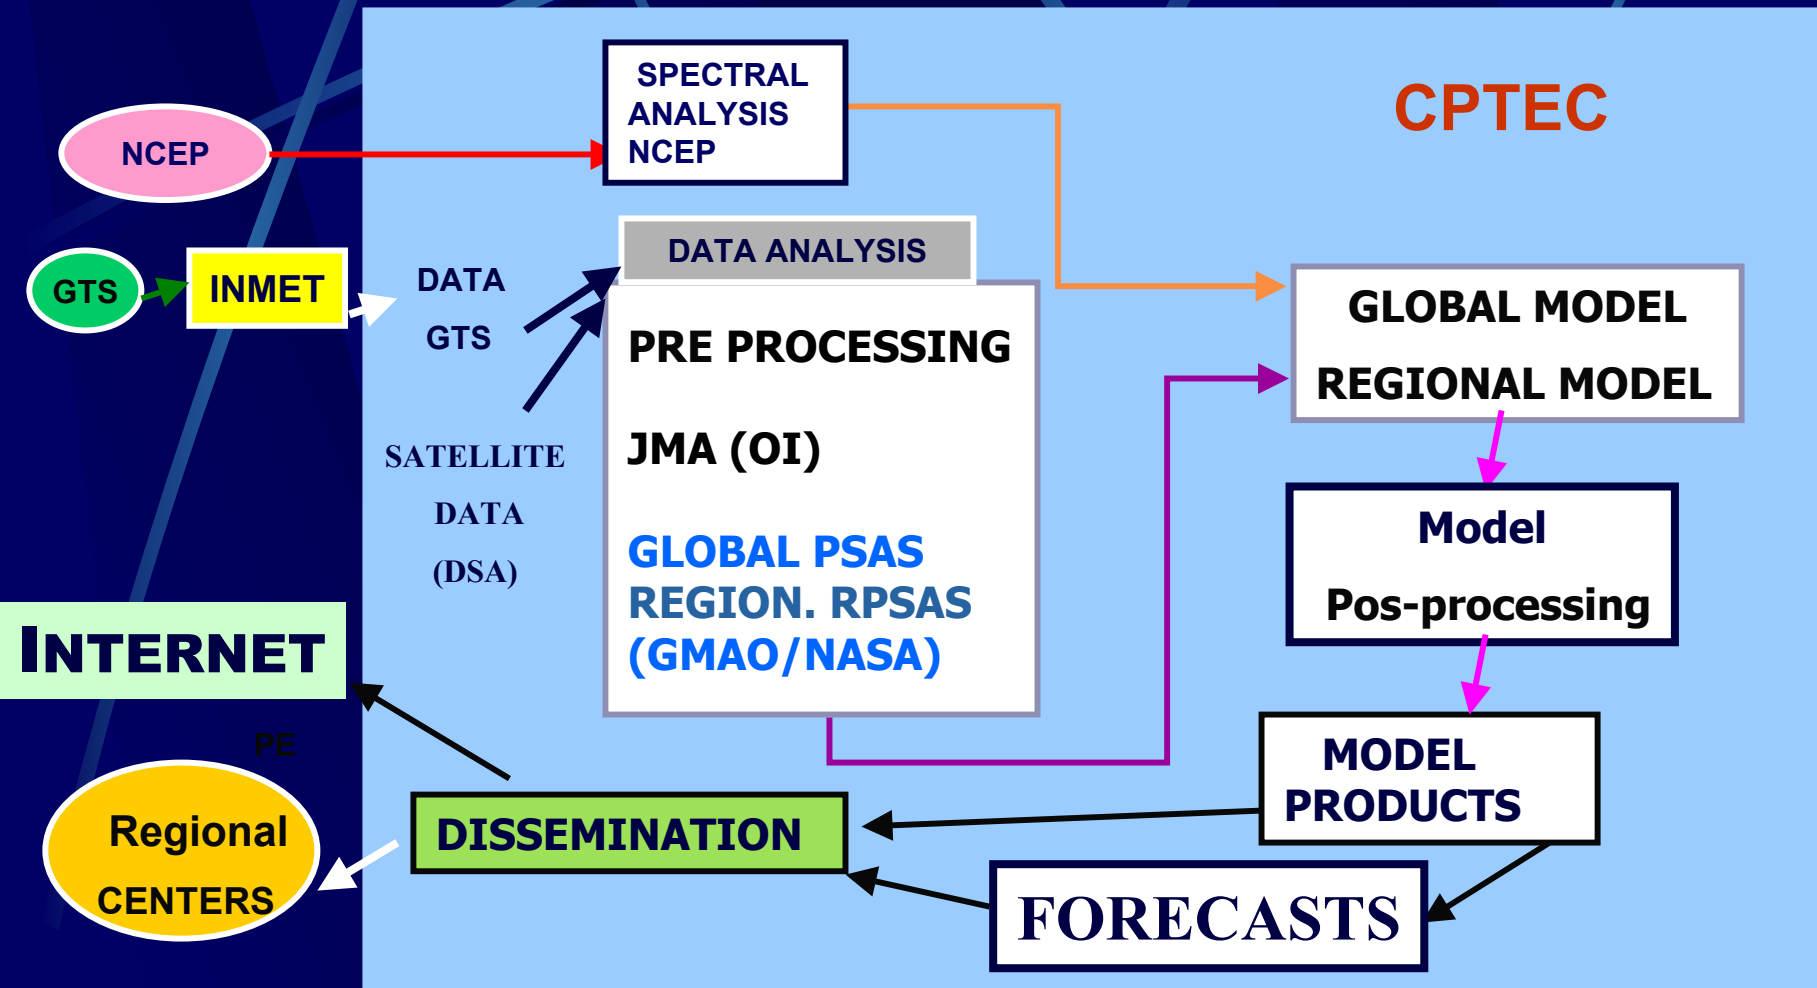 SPECTRAL
ANALYSIS
NCEP
CPTEC
NCEP
GTS
INMET
DATA
GTS
DATA ANALYSIS
PRE PROCESSING
JMA (OI)
GLOBAL PSAS
REGION. RPSAS
(GMAO/NASA)
GLOBAL MODEL
REGIONAL MODEL
SATELLITE
DATA
(DSA)
Model
Pos-processing
INTERNET
PE
Regional
CENTERS
DISSEMINATION
MODEL
PRODUCTS
FORECASTS